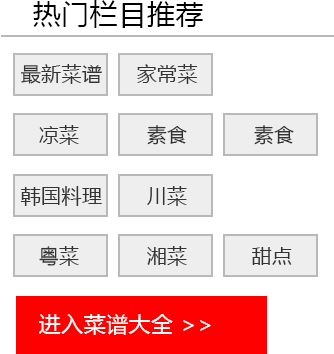 热门栏目推荐
最新菜谱 家常菜
凉菜 素食 素食
韩国料理 川菜
粤菜 湘菜 甜点
进入菜谱大全 >>